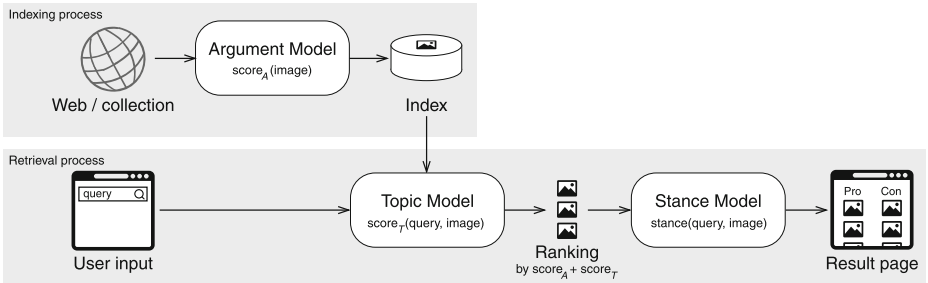 Indexing process
Argument Model
score_A(image)
Web / collection
Index
Retrieval process
query
Topic Model
score_T(query, image)
Stance Model
stance(query, image)
Pro Con
User input
Ranking
by score_A + score_T
Result page